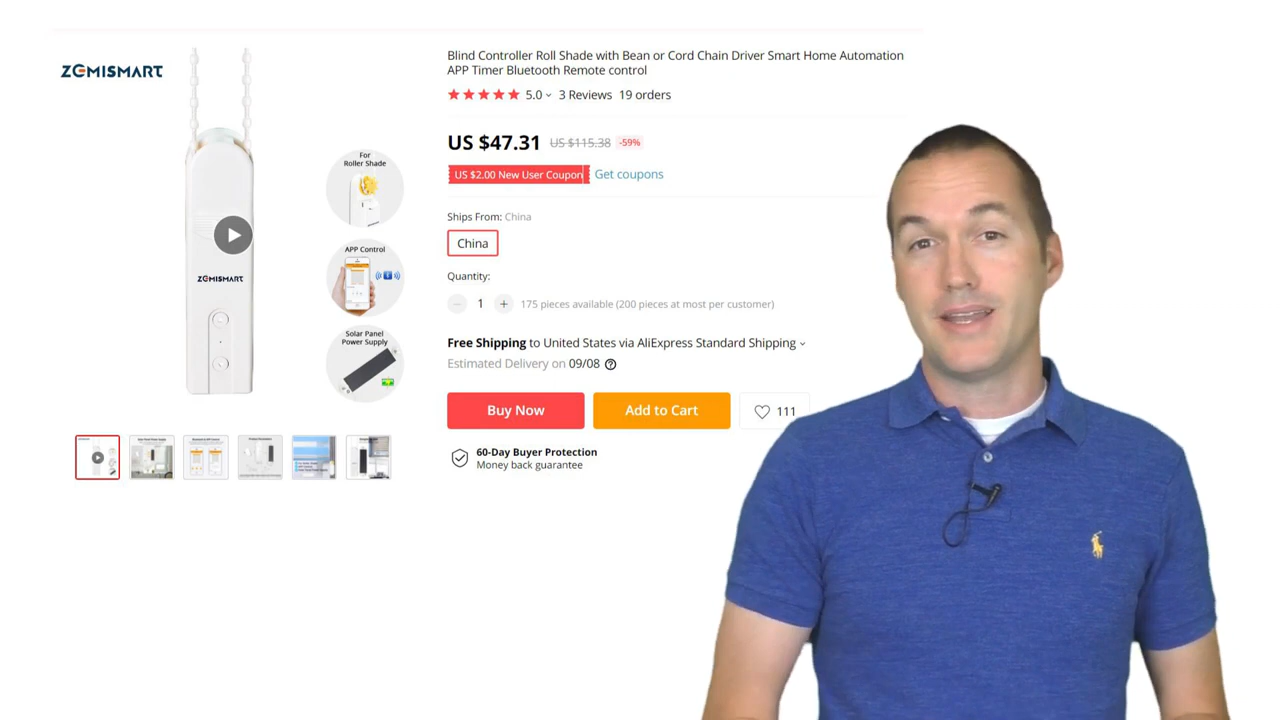 ZEMISMART
For
Roller Shade
APP Control
Solar Panel
Power Supply
ZEMISMART
Blind Controller Roll Shade with Bean or Cord Chain Driver Smart Home Automation
APP Timer Bluetooth Remote control
5.0 3 Reviews 19 orders
US $47.31 US $115.38 -59%
US $2.00 New User Coupon Get coupons
Ships From: China
China
Quantity:
1 + 175 pieces available (200 pieces at most per customer)
Free Shipping to United States via AliExpress Standard Shipping
Estimated Delivery on 09/08 ?
Buy Now Add to Cart 111
60-Day Buyer Protection
Money back guarantee